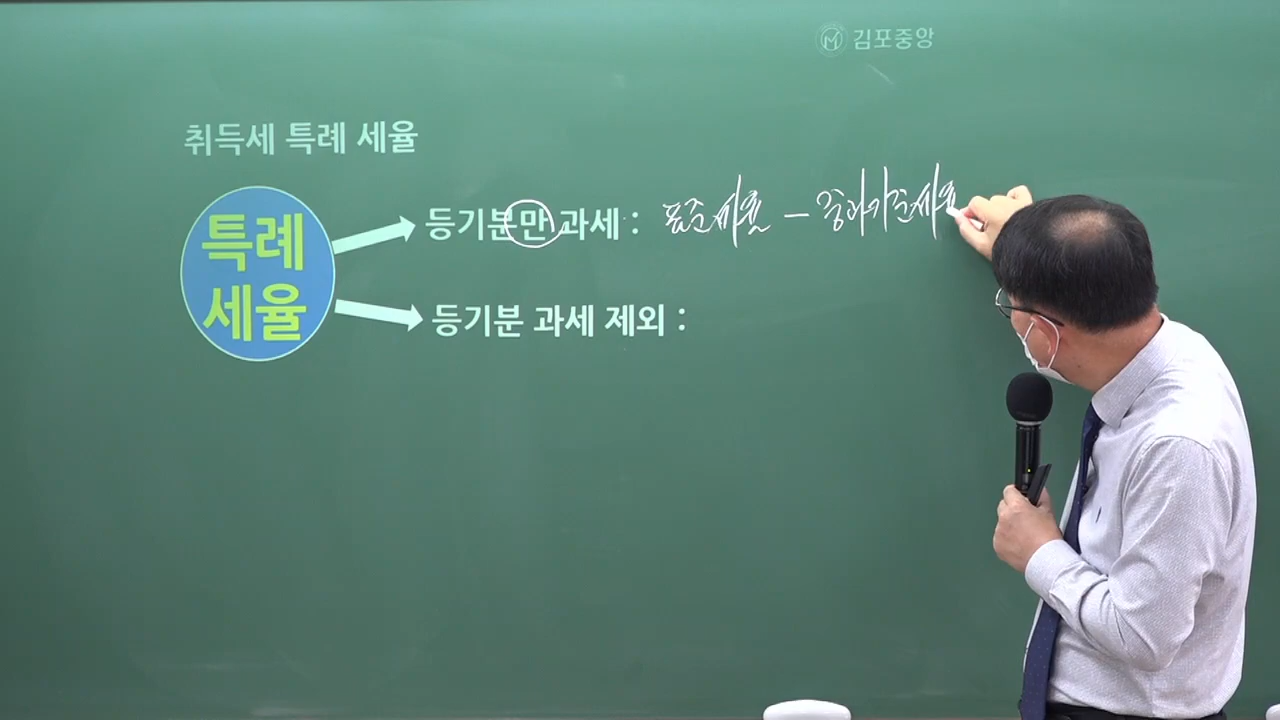 김포중앙
취득세 특례 세율
특례
세율
등기분만 과세 : 표준세율 - 중과기준세율
등기분 과세 제외 :